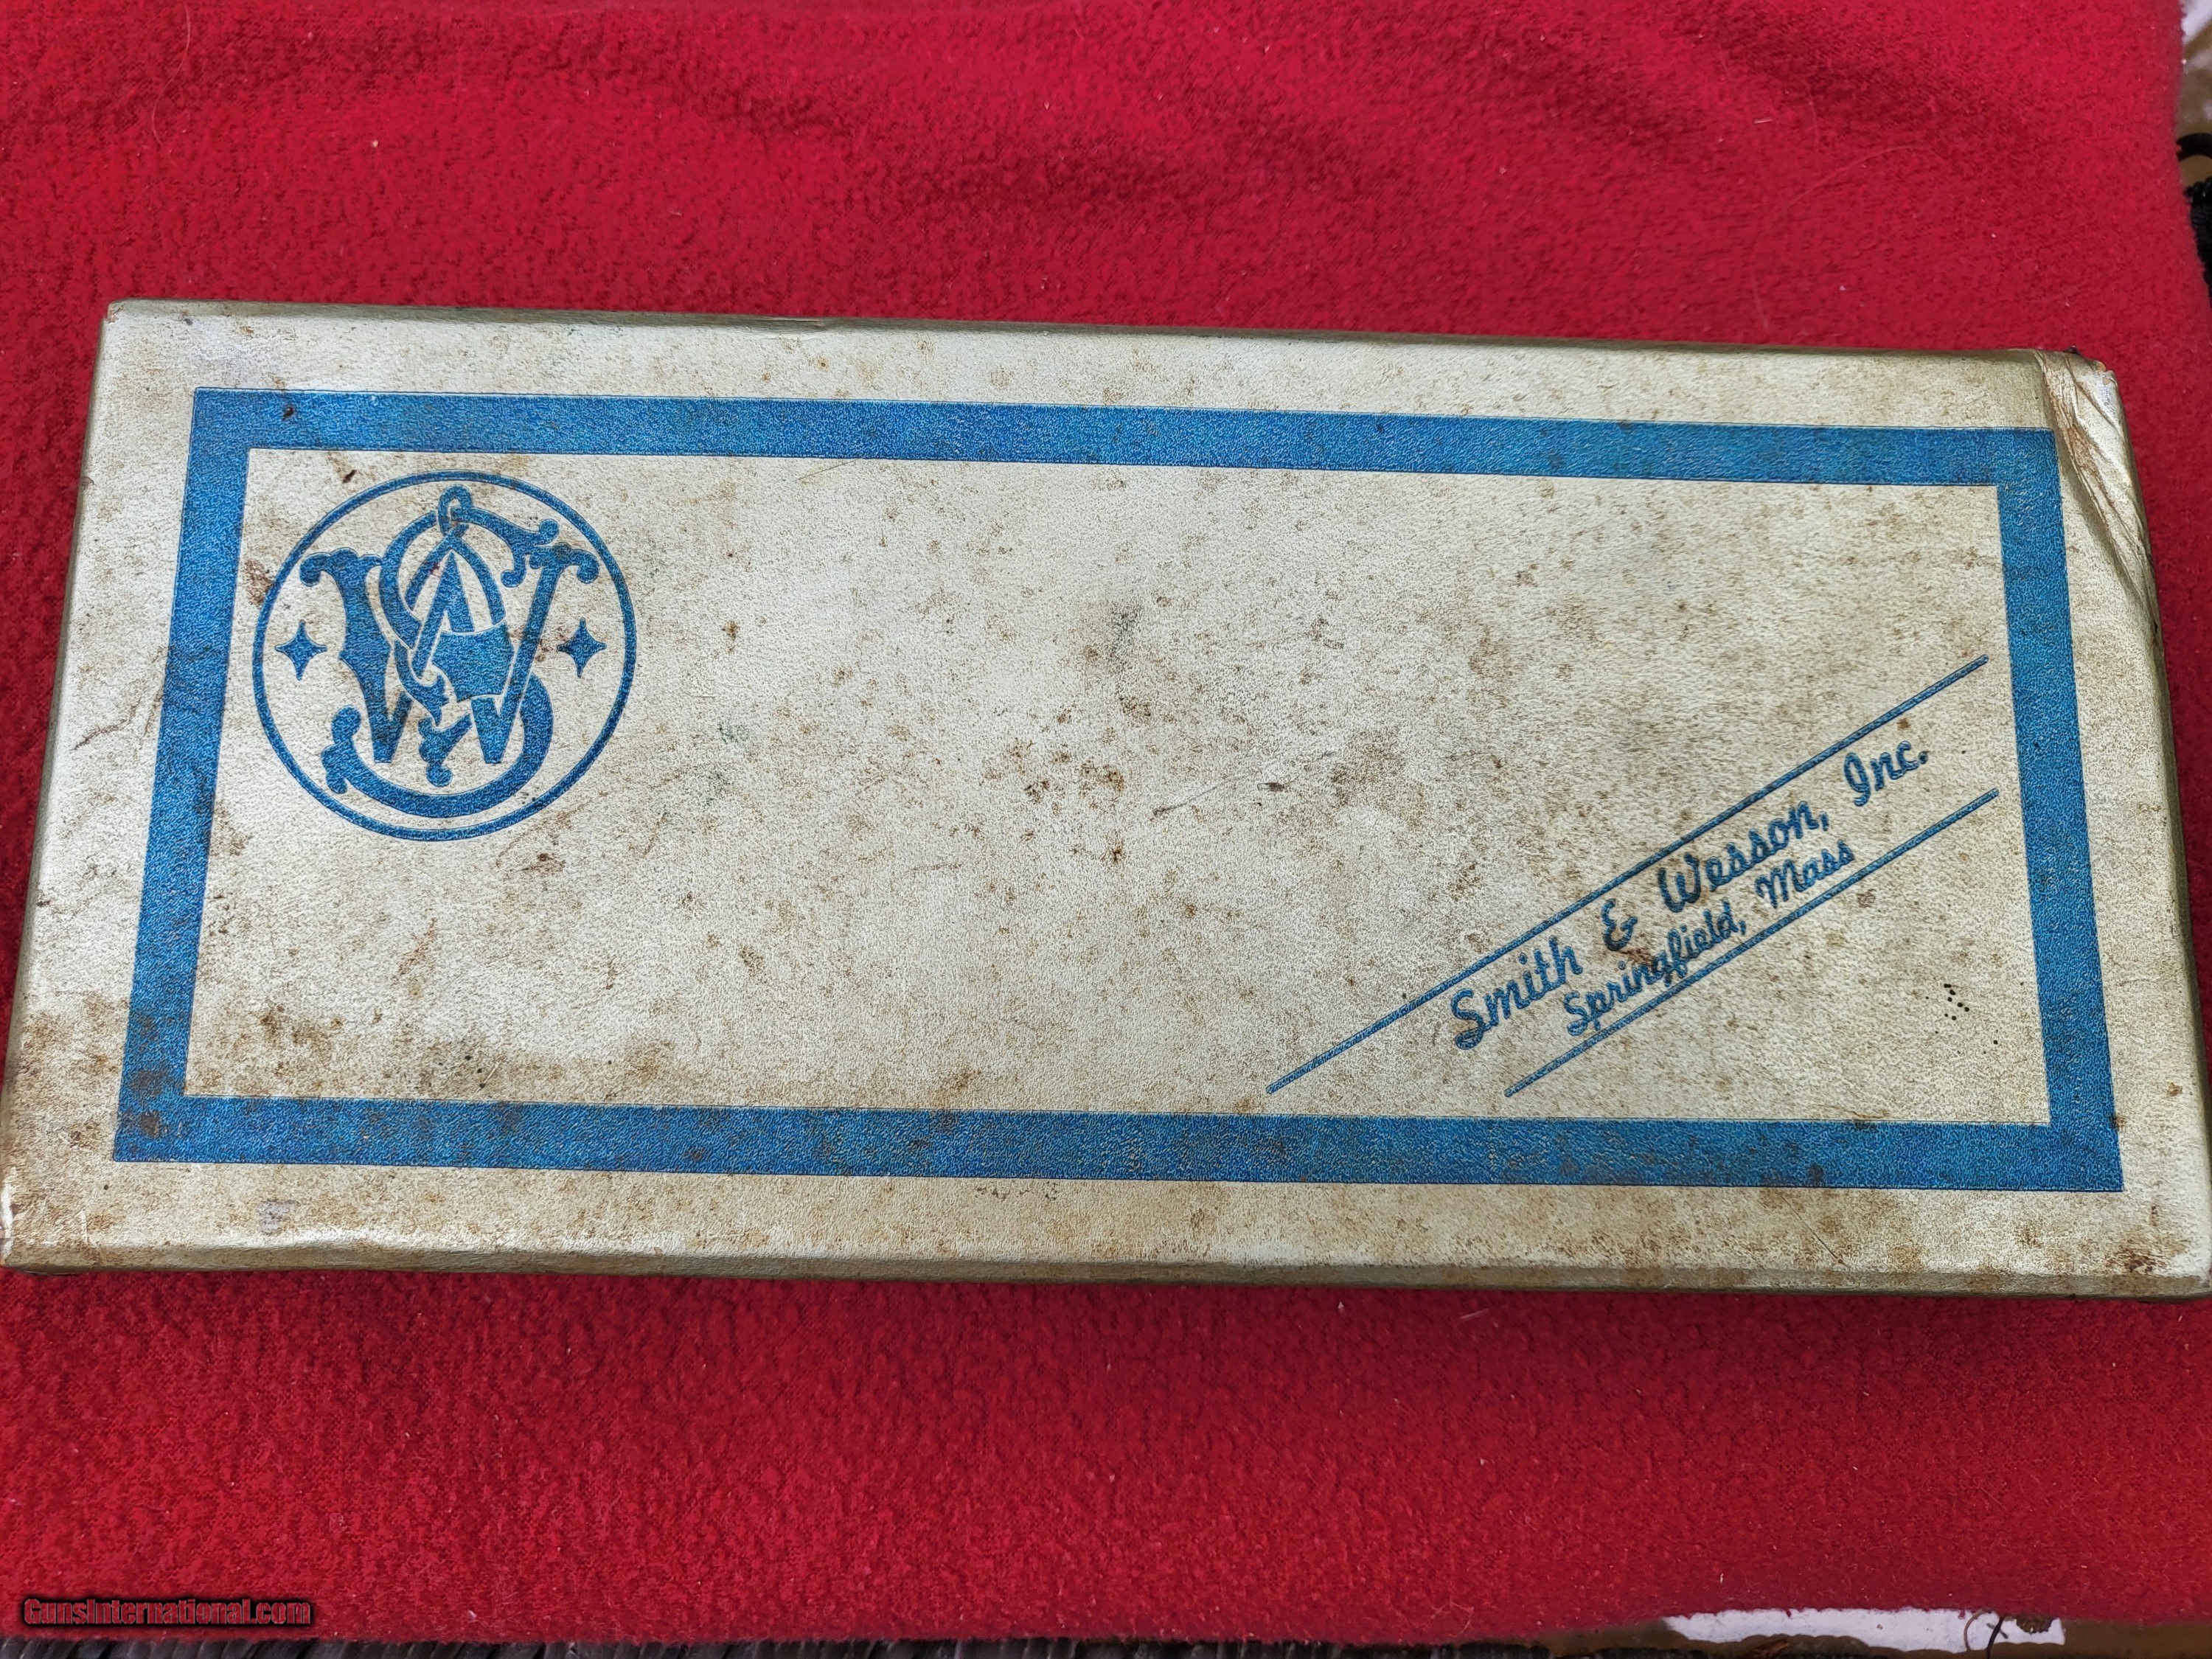 S&W
Smith & Wesson, Inc.
Springfield, Mass
GunsInternational.com